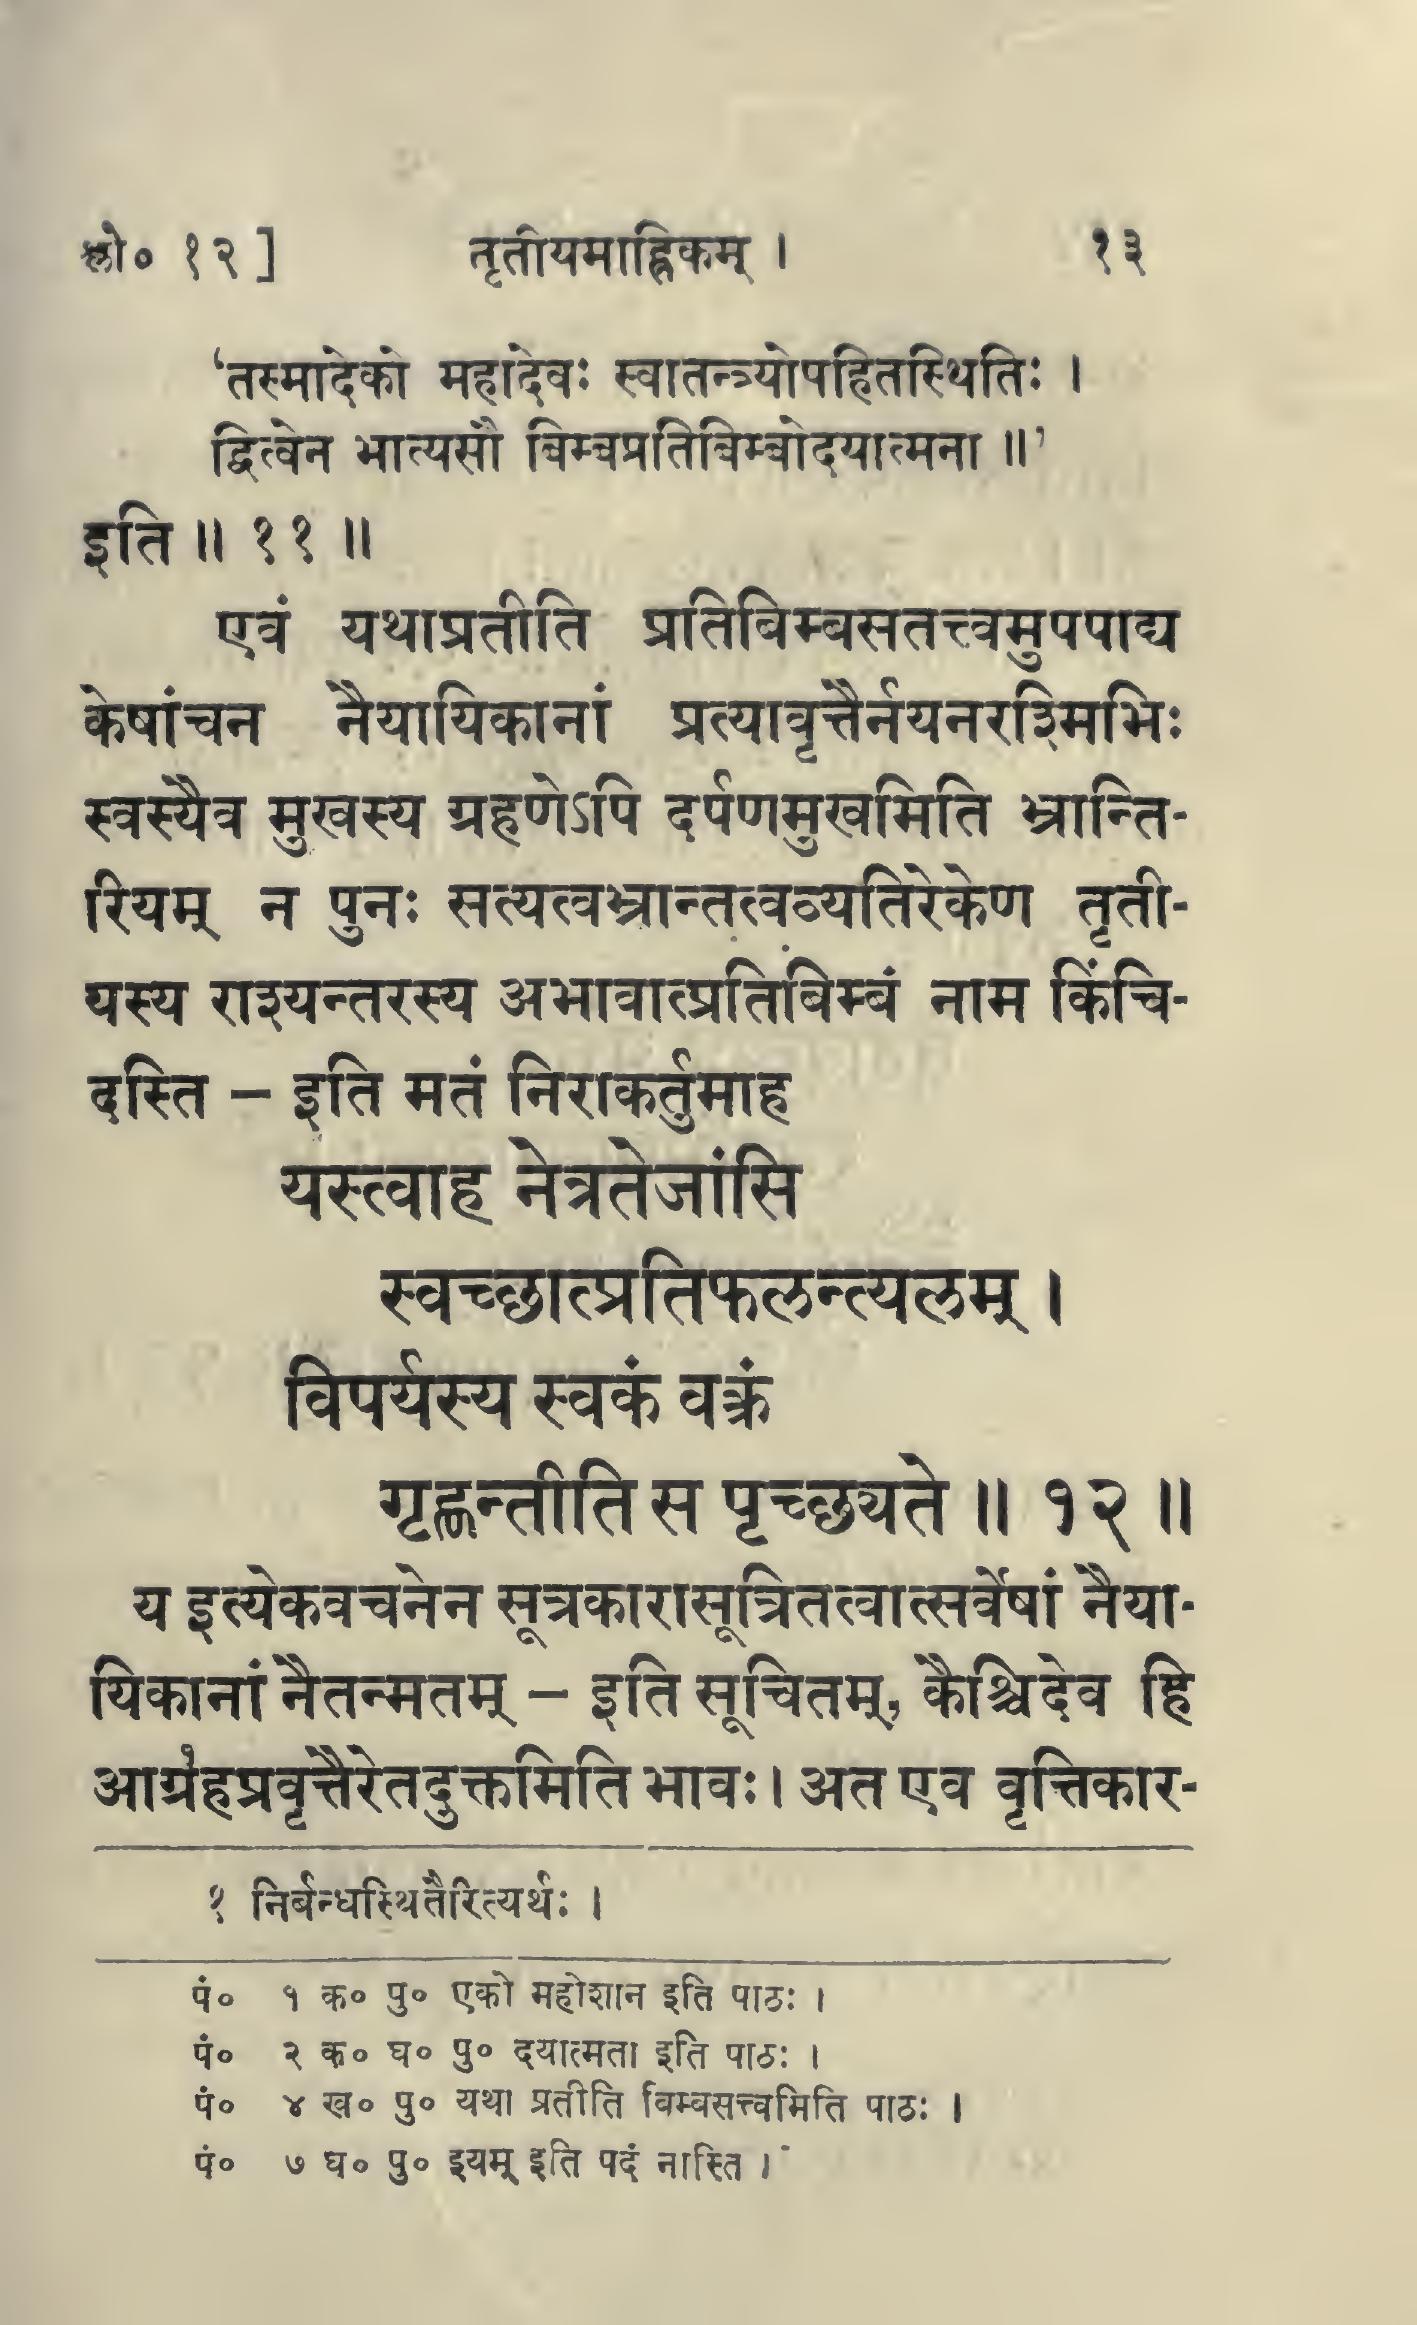 श्लो० १२]
तृतीयमाह्निकम् ।
१३
‘तस्मादेको महादेवः स्वातन्त्र्योपहितस्थितिः ।
द्वित्वेन भात्यसौ बिम्बप्रतिबिम्बोदयात्मना ॥’
इति ॥ ११ ॥
एवं यथाप्रतीति प्रतिबिम्बसतत्त्वमुपपाद्य
केषांचन नैयायिकानां प्रत्यावृत्तैर्नयनरश्मिभिः
स्वस्यैव मुखस्य ग्रहणेऽपि दर्पणमुखमिति भ्रान्ति-
रियम् न पुनः सत्यत्वभ्रान्तत्वव्यतिरेकेण तृती-
यस्य राश्यन्तरस्य अभावात्प्रतिबिम्बं नाम किंचि-
दस्ति – इति मतं निराकर्तुमाह
यस्त्वाह नेत्रतेजांसि
स्वच्छात्प्रतिफलन्त्यलम् ।
विपर्यस्य स्वकं वक्त्रं
गृह्णन्तीति स पृच्छ्यते ॥ १२ ॥
य इत्येकवचनेन सूत्रकारासूत्रितत्वात्सर्वेषां नैया-
यिकानां नैतन्मतम् – इति सूचितम्, कैश्चिदेव हि
आग्र१हप्रवृत्तैरेतदुक्तमिति भावः। अत एव वृत्तिकार-
१ निर्बन्धस्थितैरित्यर्थः ।
पं० १ क० पु० एको महोशान इति पाठः ।
पं० २ क० घ० पु० दयात्मता इति पाठः ।
पं० ४ ख० पु० यथा प्रतीति बिम्बसत्त्वमिति पाठः ।
पं० ७ घ० पु० इयम् इति पदं नास्ति ।